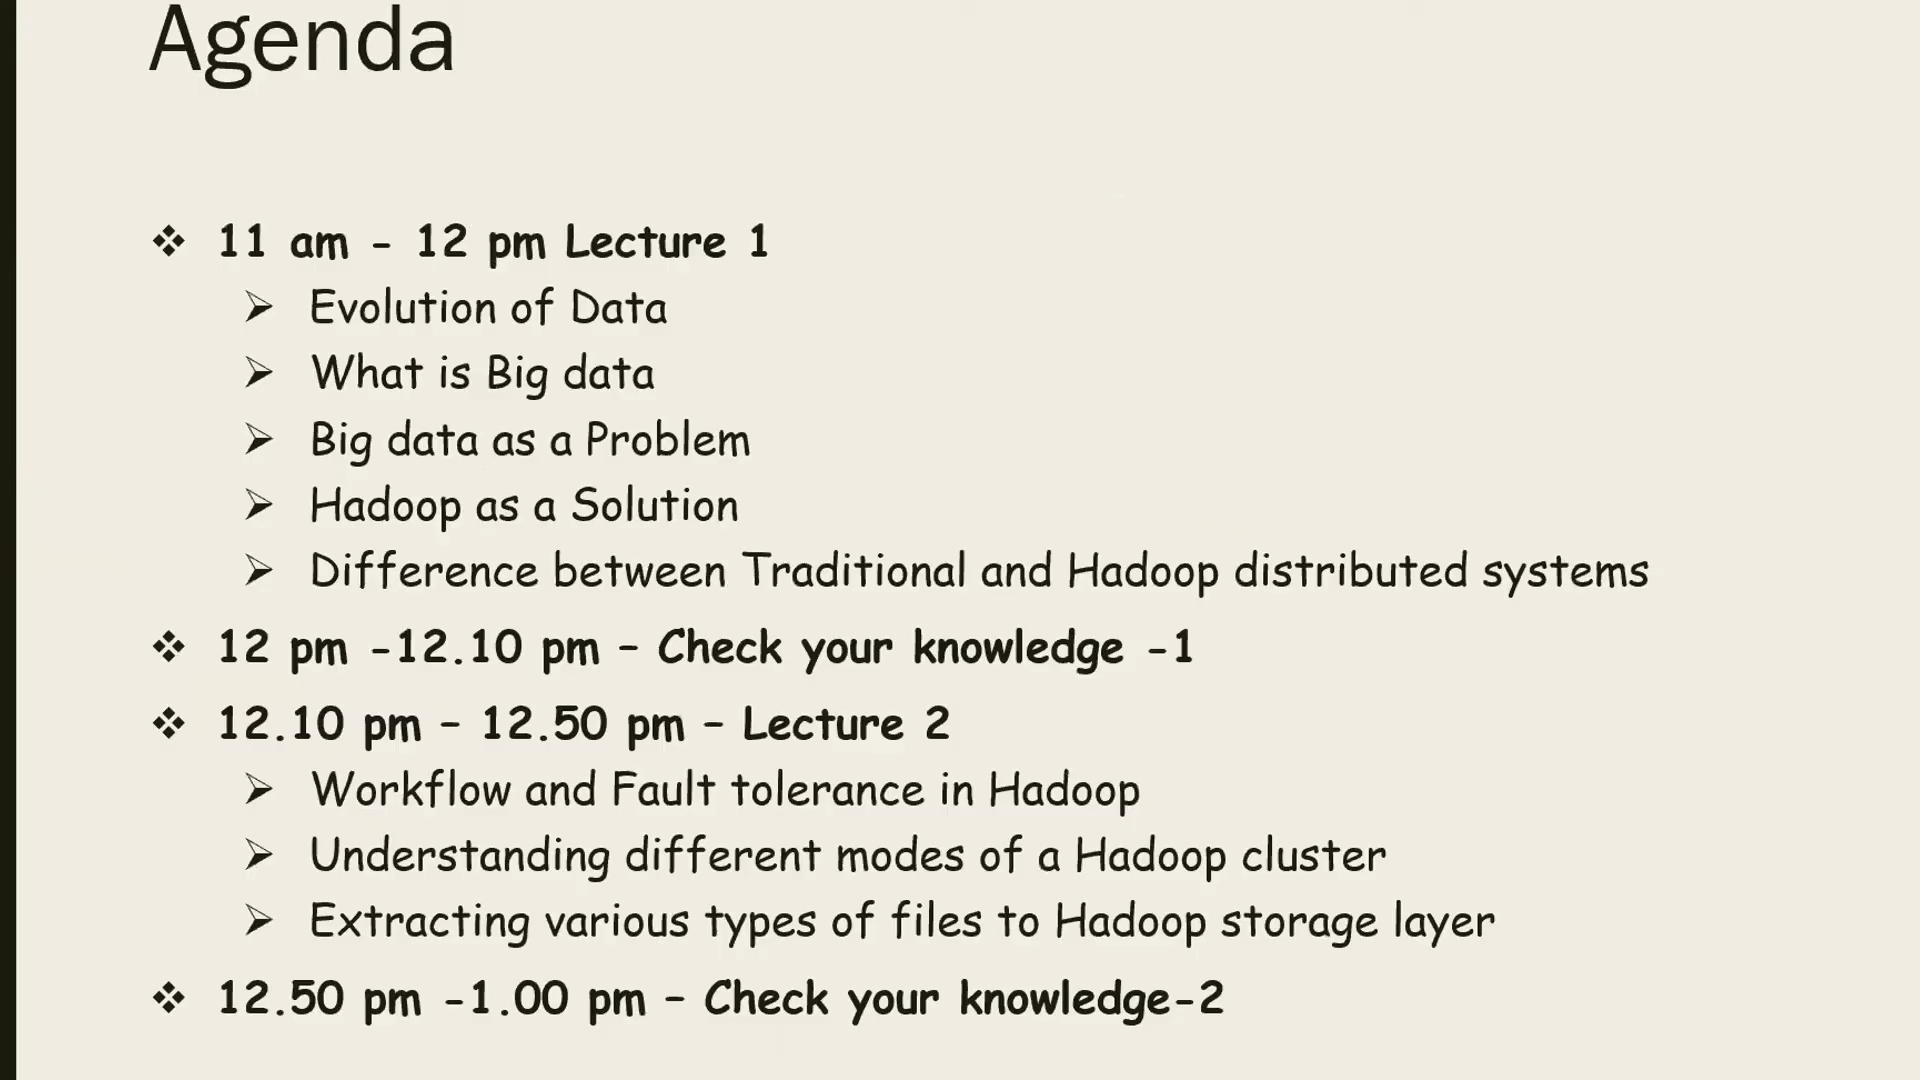 Agenda
11 am - 12 pm Lecture 1
Evolution of Data
What is Big data
Big data as a Problem
Hadoop as a Solution
Difference between Traditional and Hadoop distributed systems
12 pm -12.10 pm – Check your knowledge -1
12.10 pm – 12.50 pm – Lecture 2
Workflow and Fault tolerance in Hadoop
Understanding different modes of a Hadoop cluster
Extracting various types of files to Hadoop storage layer
12.50 pm -1.00 pm – Check your knowledge-2